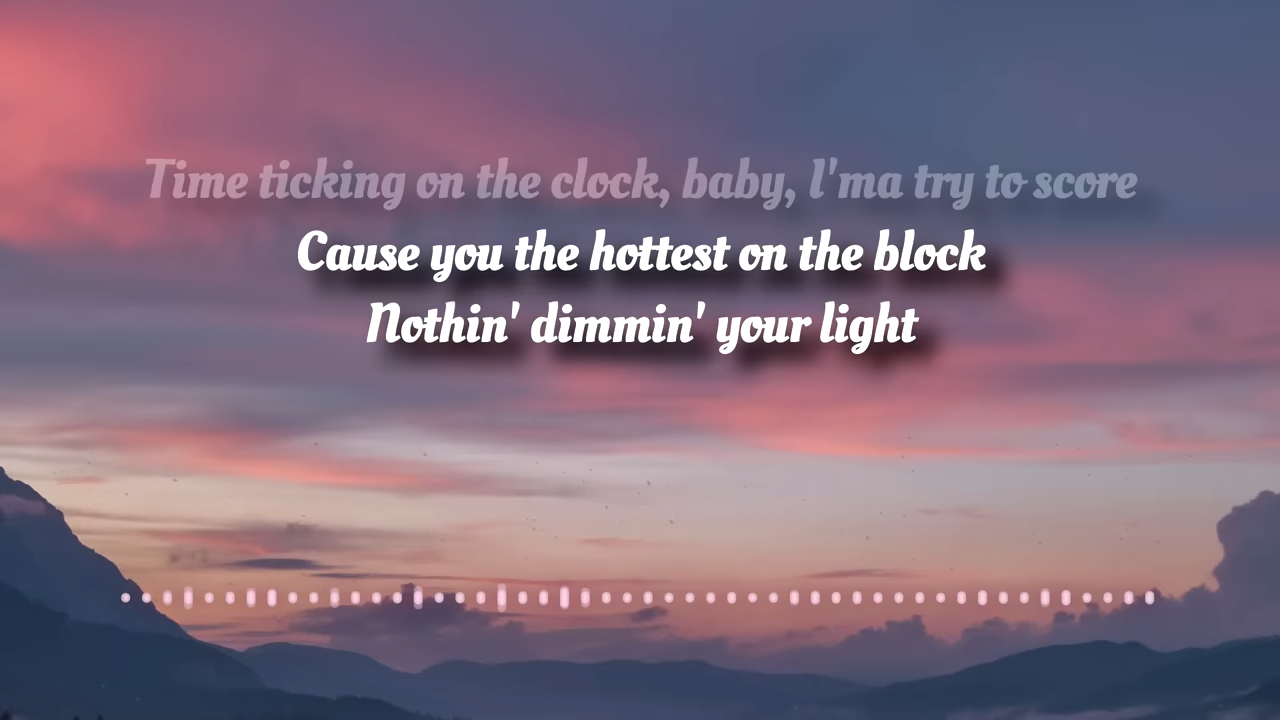 Time ticking on the clock, baby, I'ma try to score
Cause you the hottest on the block
Nothin' dimmin' your light